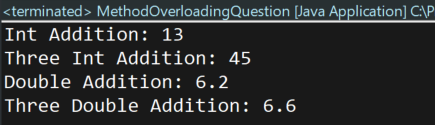 <terminated> MethodOverloadingQuestion [Java Application] C:\P
Int Addition: 13
Three Int Addition: 45
Double Addition: 6.2
Three Double Addition: 6.6